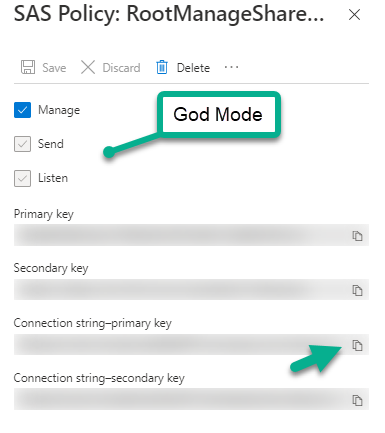 SAS Policy: RootManageShare...
Save Discard Delete ...
Manage
God Mode
Send
Listen
Primary key
Secondary key
Connection string–primary key
Connection string–secondary key